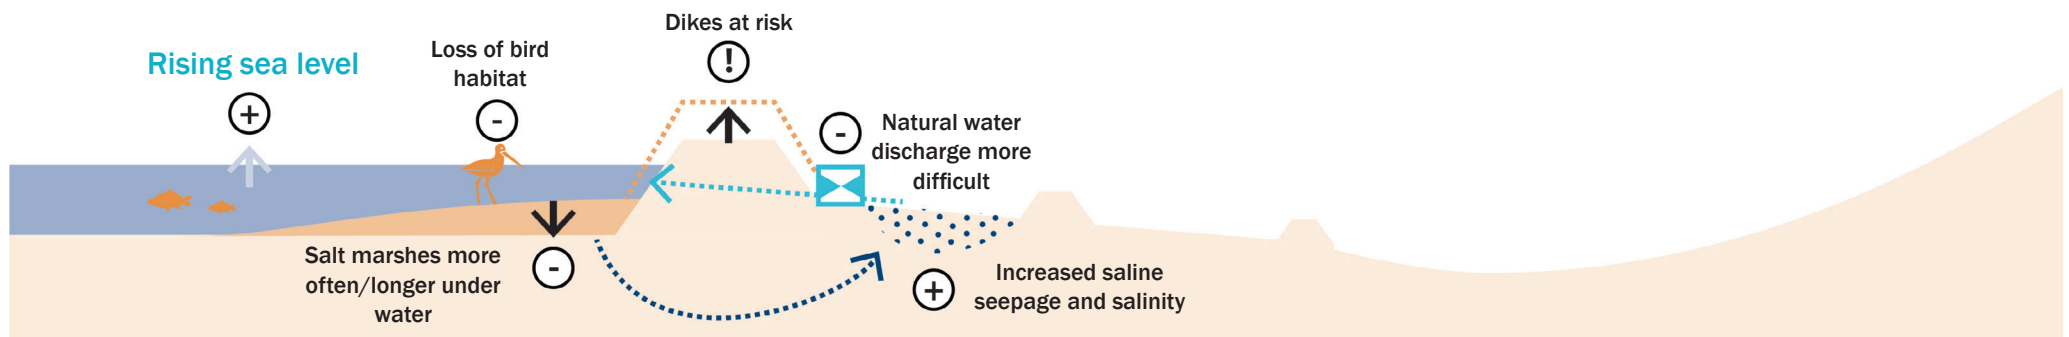 Dikes at risk
!
Rising sea level
+
Loss of bird
habitat
-
-
Natural water
discharge more
difficult
Salt marshes more
often/longer under
water
-
+
Increased saline
seepage and salinity